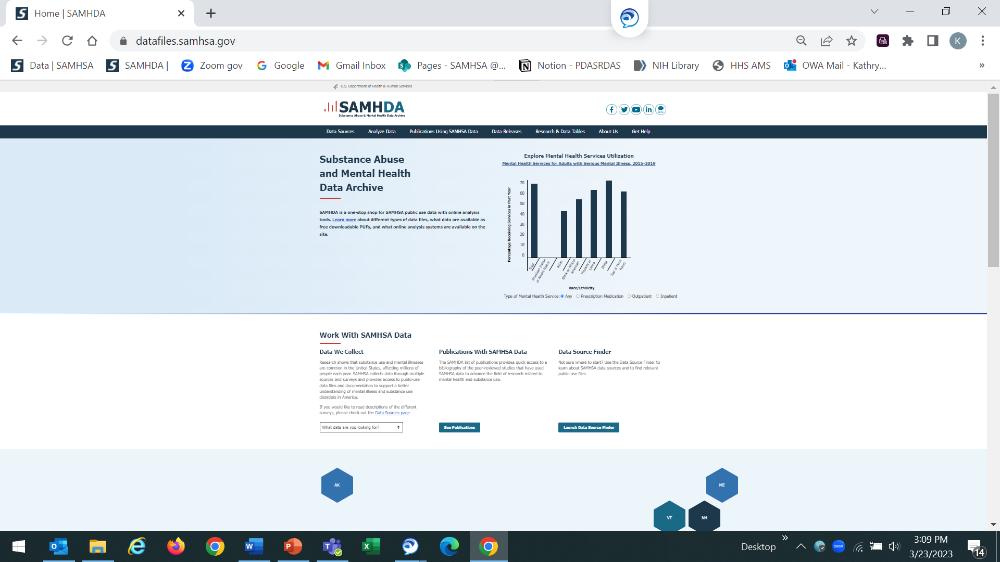 Home | SAMHDA
datafiles.samhsa.gov
K
Data | SAMHSA
SAMHDA |
Zoom gov
Google
Gmail Inbox
Pages - SAMHSA @...
Notion - PDASRDAS
NIH Library
HHS AMS
OWA Mail - Kathry...
»
U.S. Department of Health & Human Services
SAMHDA
Substance Abuse & Mental Health Data Archive
BLOG
Data Sources
Analyze Data
Publications Using SAMHSA Data
Data Releases
Research & Data Tables
About Us
Get Help
Substance Abuse
and Mental Health
Data Archive
SAMHDA is a one-stop shop for SAMHSA public use data with online analysis
tools. Learn more about different types of data files, what data are available as
free downloadable PUFs, and what online analysis systems are available on the
site.
Explore Mental Health Services Utilization
Mental Health Services for Adults with Serious Mental Illness, 2015-2019
Percentage Receiving Services in Past Year
70
60
50
40
30
20
10
0
Total
American Indian
or Alaska Native
Asian
Black or African
American
Hispanic or
Latino
White
Two or More
Races
Race/Ethnicity
Type of Mental Health Service: Any Prescription Medication Outpatient Inpatient
Work With SAMHSA Data
Data We Collect
Research shows that substance use and mental illnesses
are common in the United States, affecting millions of
people each year. SAMHSA collects data through multiple
sources and surveys and provides access to public-use
data files and documentation to support a better
understanding of mental illness and substance use
disorders in America.
If you would like to read descriptions of the different
surveys, please check out the Data Sources page.
What data are you looking for?
Publications With SAMHSA Data
The SAMHDA list of publications provides quick access to a
bibliography of the peer-reviewed studies that have used
SAMHSA data to advance the field of research related to
mental health and substance use.
See Publications
Data Source Finder
Not sure where to start? Use the Data Source Finder to
learn about SAMHSA data sources and to find relevant
public-use files.
Launch Data Source Finder
AK
ME
VT
NH
Desktop
»
zoom
3:09 PM
3/23/2023
14